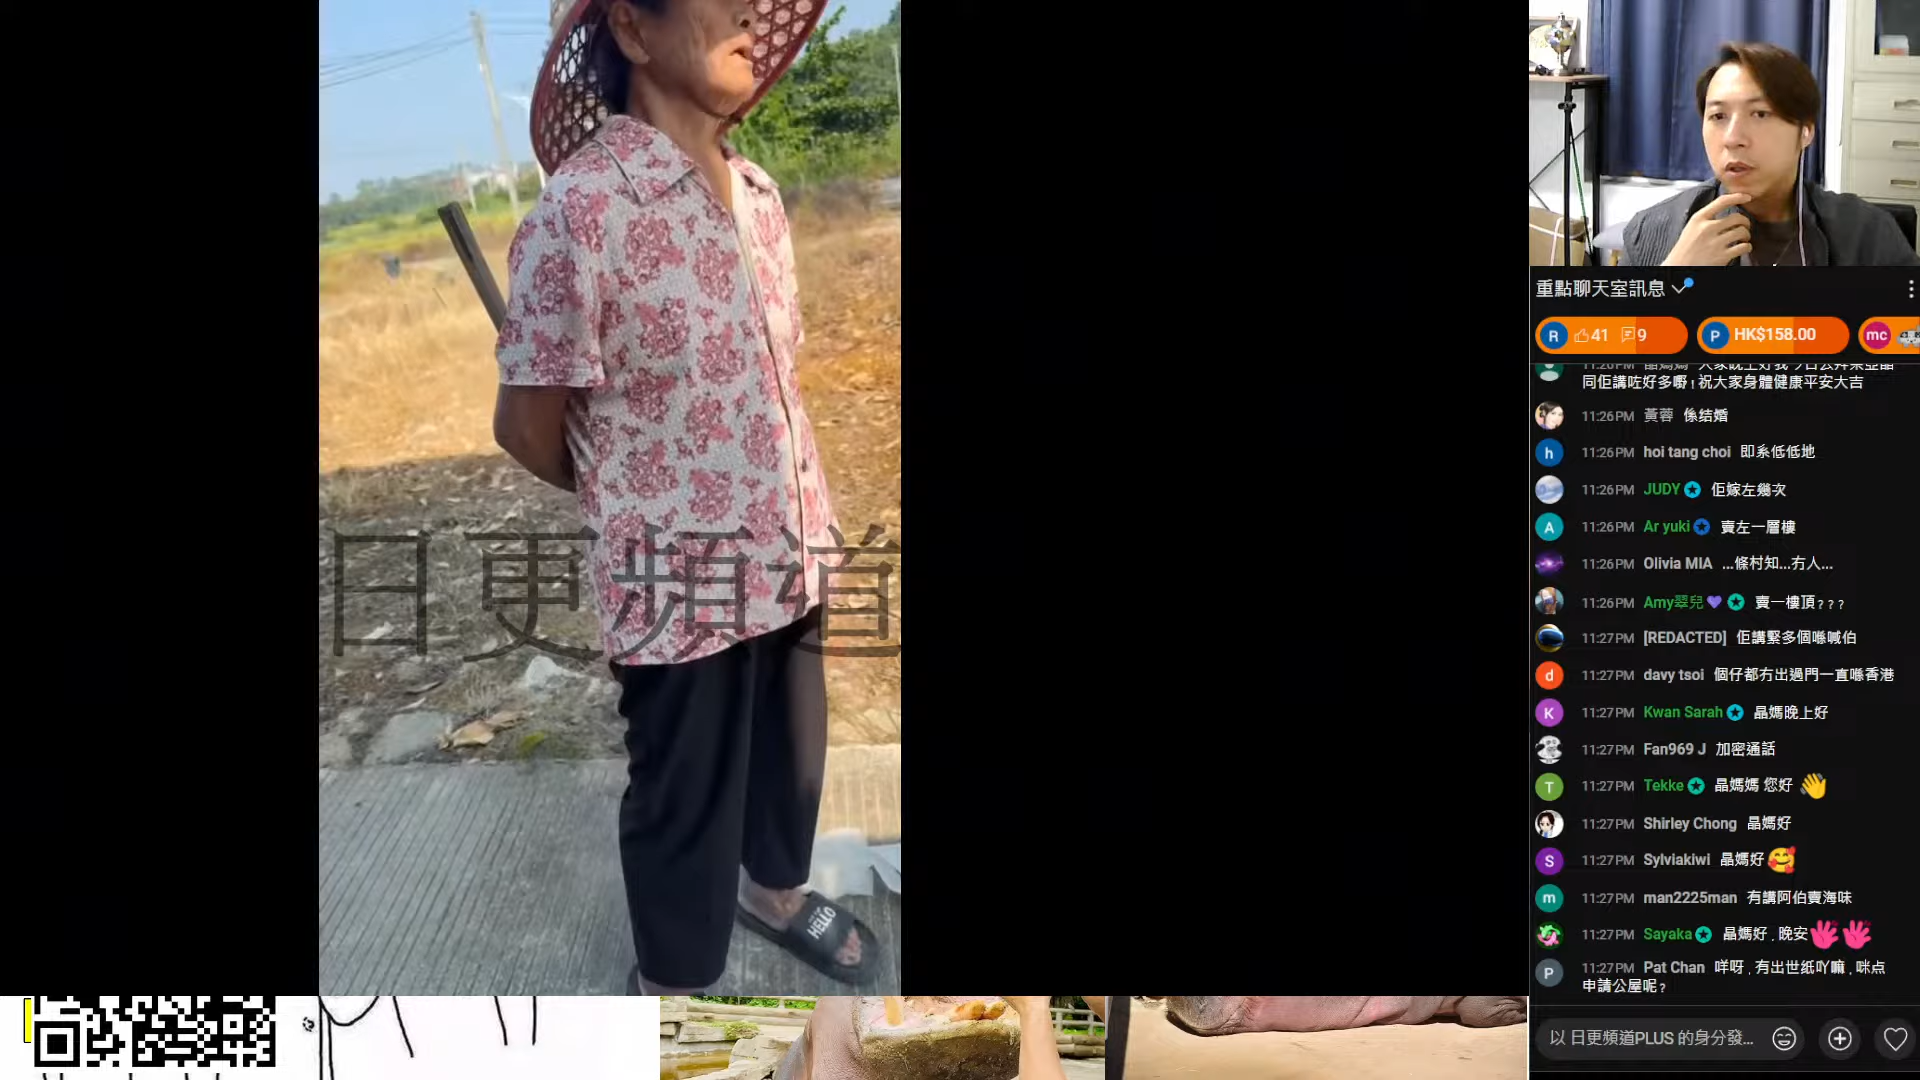 日更頻道
HELLO
重點聊天室訊息
R 41 9
P HK$158.00
mc
同佢講咗好多嘢！祝大家身體健康平安大吉
11:26PM 黃蓉 係结婚
h 11:26PM hoi tang choi 即系低低地
11:26PM JUDY 佢嫁左幾次
A 11:26PM Ar yuki 賣左一層樓
11:26PM Olivia MIA ...條村知...冇人...
11:26PM Amy翠兒💜 賣一樓頂???
11:27PM [REDACTED] 佢講緊多個喺喊伯
d 11:27PM davy tsoi 個仔都冇出過門一直喺香港
K 11:27PM Kwan Sarah 晶媽晚上好
11:27PM Fan969 J 加密通話
T 11:27PM Tekke 晶媽媽 您好 👋
11:27PM Shirley Chong 晶媽好
S 11:27PM Sylviakiwi 晶媽好🥰
m 11:27PM man2225man 有講阿伯賣海味
11:27PM Sayaka 晶媽好 , 晚安
P 11:27PM Pat Chan 咩呀 , 有出世紙吖嘛 , 咪点
申請公屋呢?
以 日更頻道PLUS 的身分發...